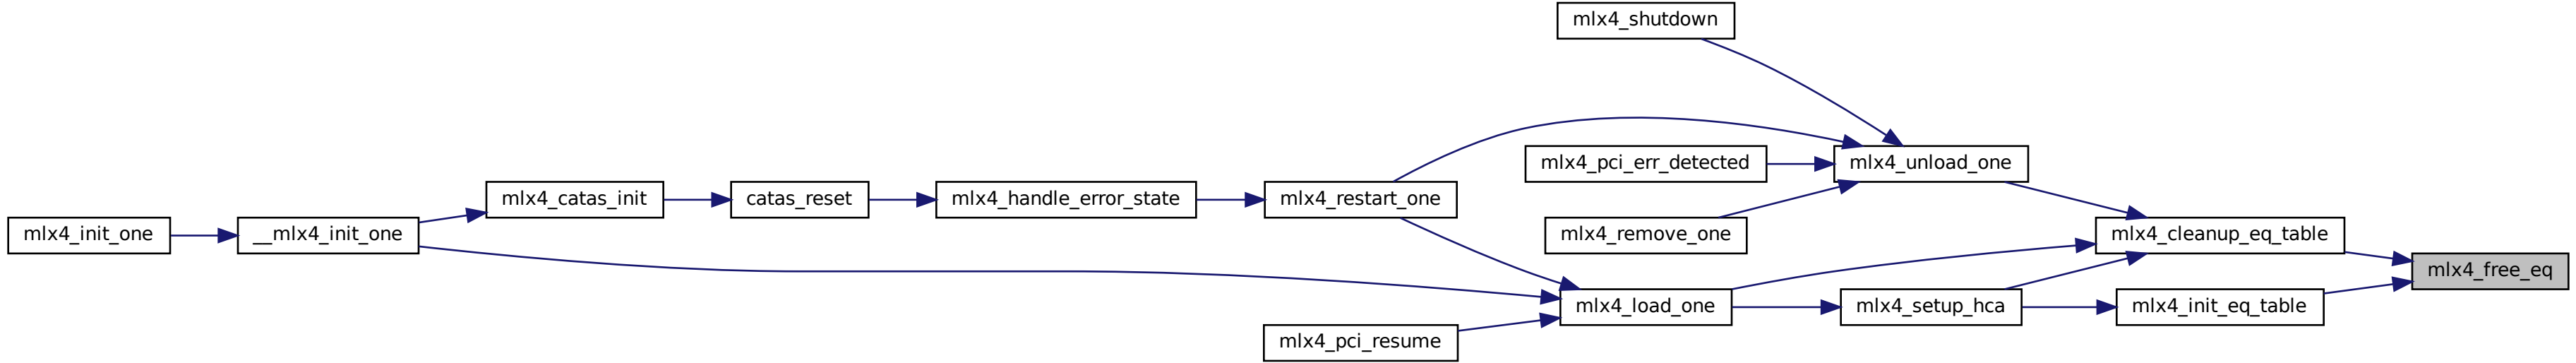 mlx4_shutdown
mlx4_pci_err_detected
mlx4_unload_one
mlx4_catas_init
catas_reset
mlx4_handle_error_state
mlx4_restart_one
mlx4_init_one
__mlx4_init_one
mlx4_remove_one
mlx4_cleanup_eq_table
mlx4_free_eq
mlx4_load_one
mlx4_setup_hca
mlx4_init_eq_table
mlx4_pci_resume